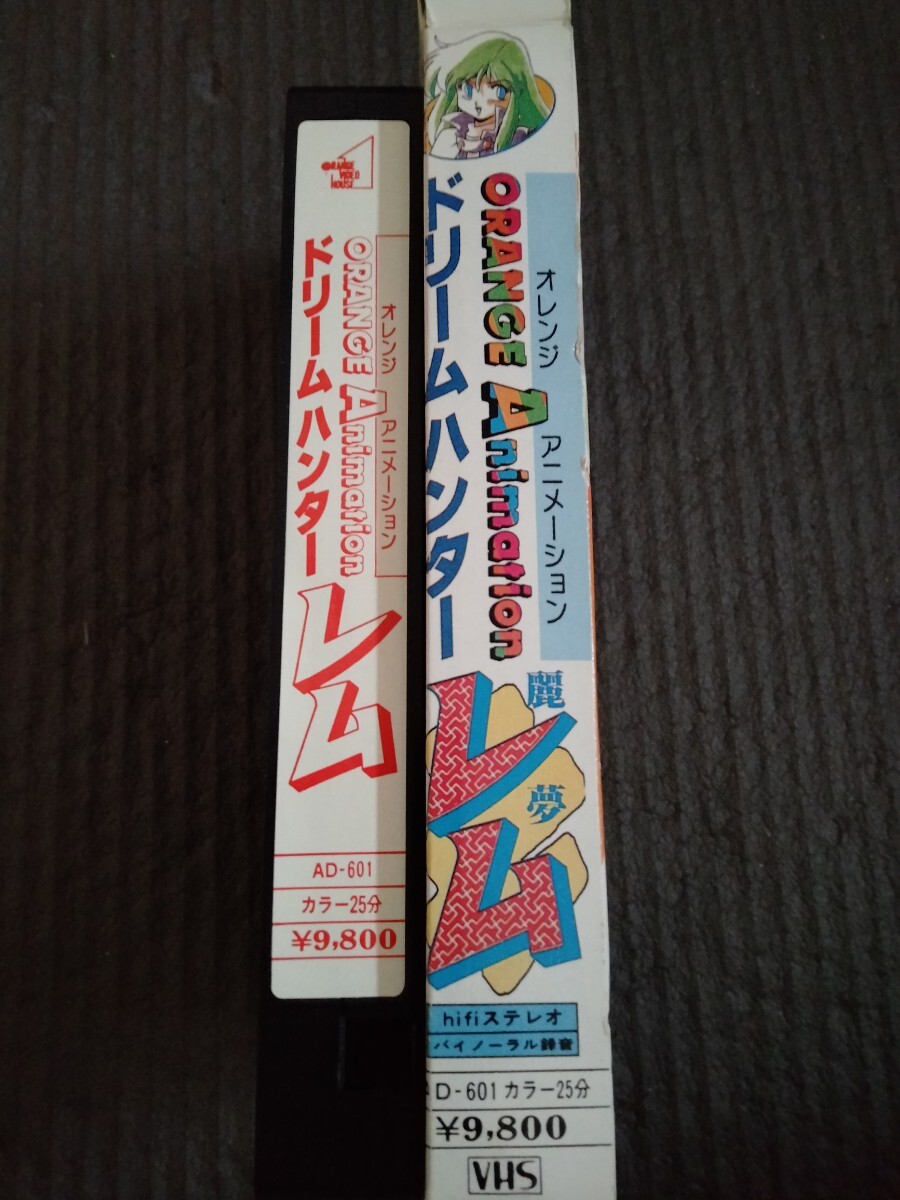 ORANGE
VIDEO
HOUSE
オレンジ アニメーション
ORANGE Animation
ドリームハンター
レム
AD-601
カラー25分
¥9,800
オレンジ アニメーション
ORANGE Animation
ドリームハンター
麗夢
レム
hifiステレオ
バイノーラル録音
D-601 カラー25分
¥9,800
VHS